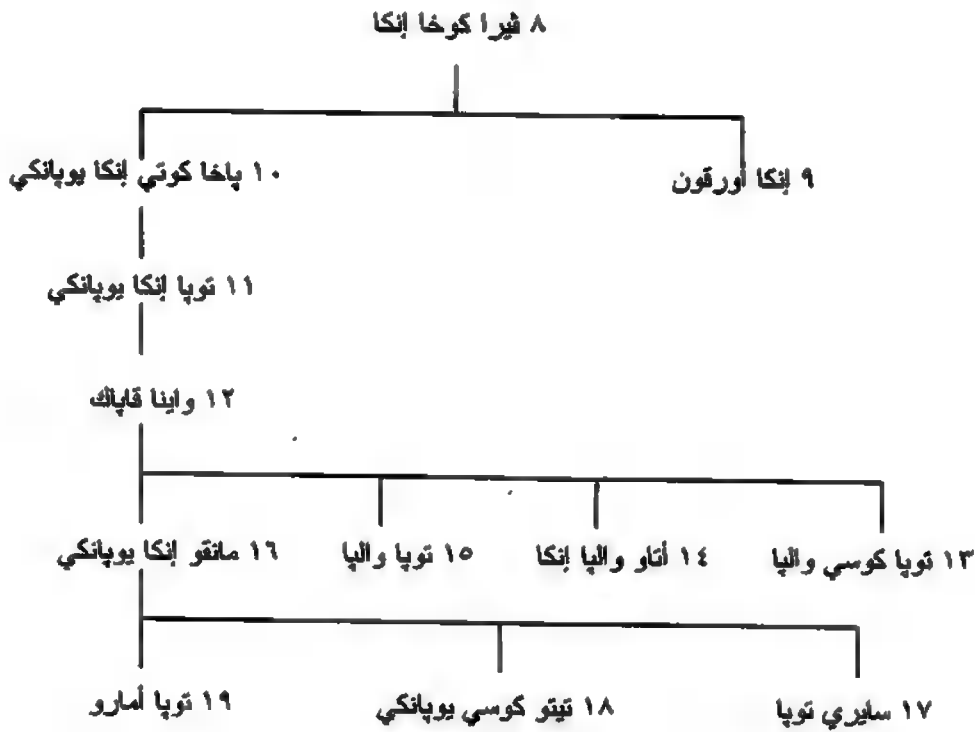 ٨ ڤيرا كوخا إنكا
٩ إنكا أورقون
١٠ پاخا كوتي إنكا يوپانكي
١١ توپا إنكا يوپانكي
١٢ واينا قاپاك
١٣ توپا كوسي والپا
١٤ أتاو والپا إنكا
١٥ توپا والپا
١٦ مانقو إنكا يوپانكي
١٧ سايري توپا
١٨ تيتو كوسي يوپانكي
١٩ توپا أمارو